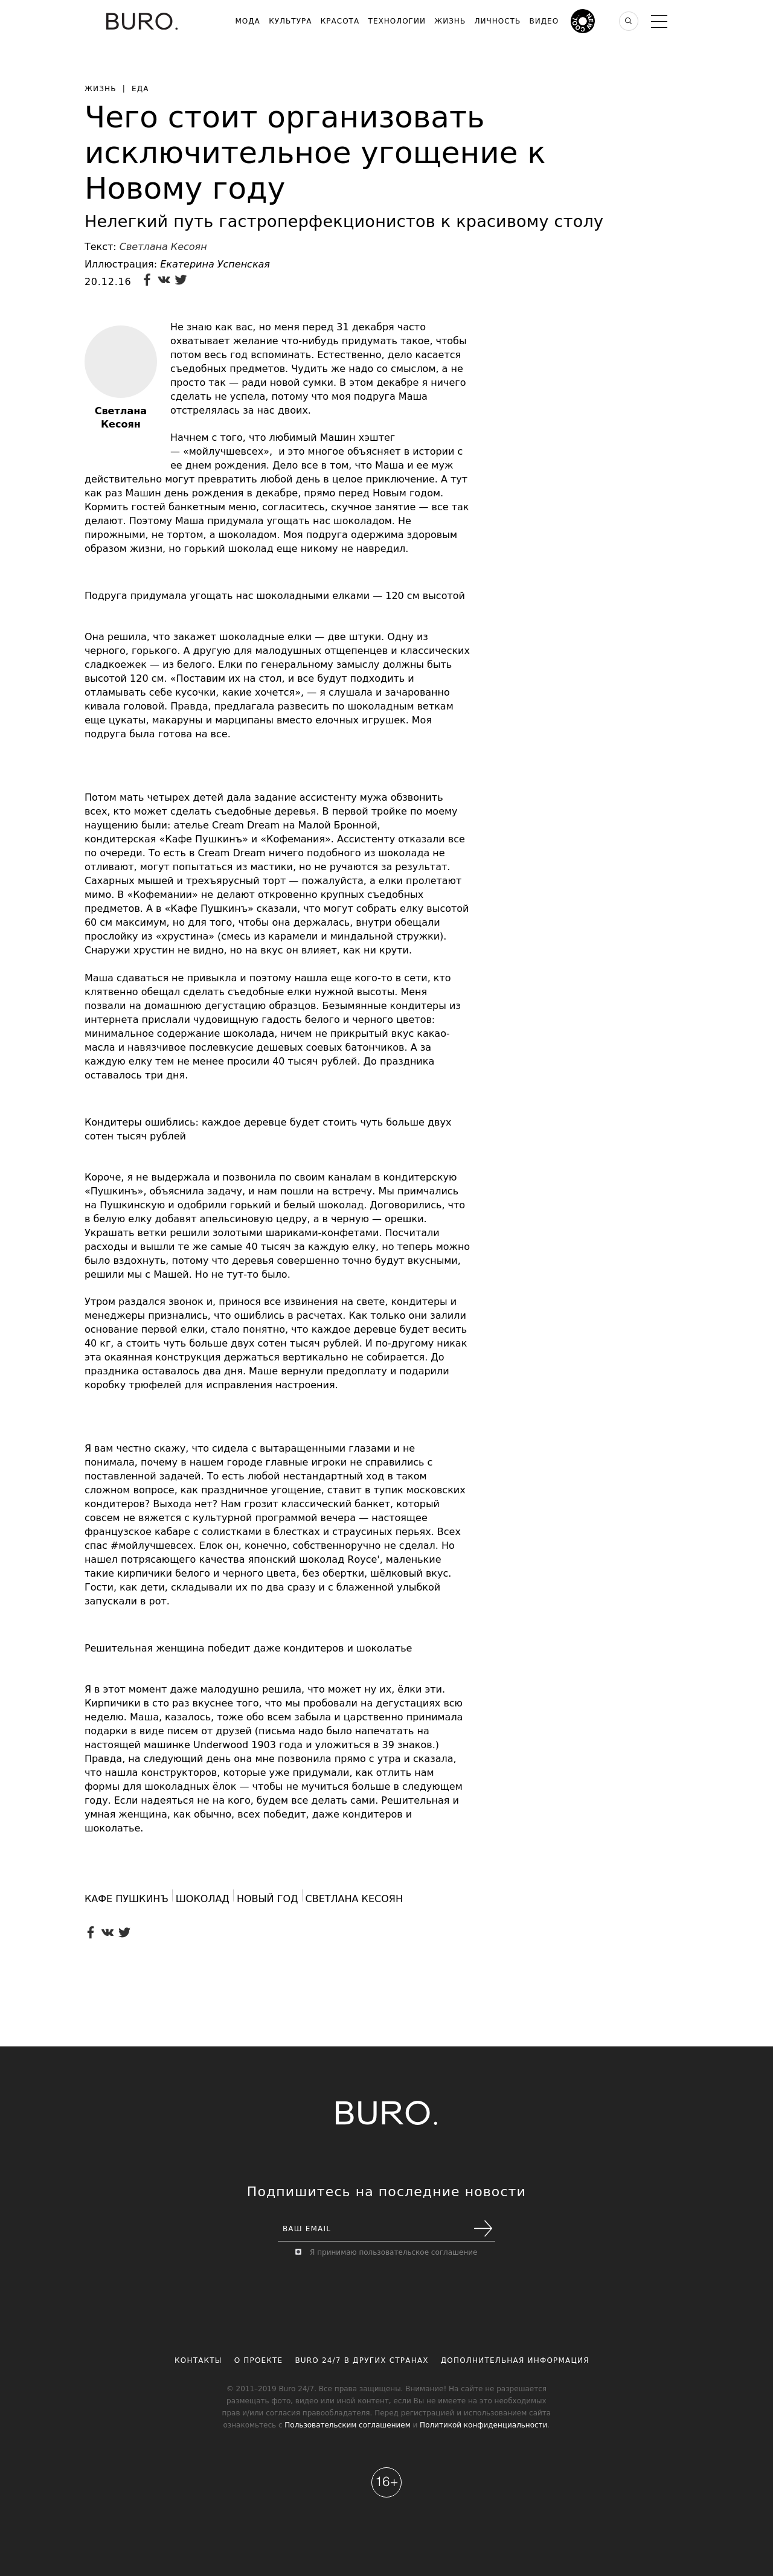 BURO.
МОДА КУЛЬТУРА КРАСОТА ТЕХНОЛОГИИ ЖИЗНЬ ЛИЧНОСТЬ ВИДЕО
ЖИЗНЬ | ЕДА
Чего стоит организовать
исключительное угощение к
Новому году
Нелегкий путь гастроперфекционистов к красивому столу
Текст: Светлана Кесоян
Иллюстрация: Екатерина Успенская
20.12.16
Светлана
Кесоян
Не знаю как вас, но меня перед 31 декабря часто
охватывает желание что-нибудь придумать такое, чтобы
потом весь год вспоминать. Естественно, дело касается
съедобных предметов. Чудить же надо со смыслом, а не
просто так — ради новой сумки. В этом декабре я ничего
сделать не успела, потому что моя подруга Маша
отстрелялась за нас двоих.
Начнем с того, что любимый Машин хэштег
— «мойлучшевсех»,  и это многое объясняет в истории с
ее днем рождения. Дело все в том, что Маша и ее муж
действительно могут превратить любой день в целое приключение. А тут
как раз Машин день рождения в декабре, прямо перед Новым годом.
Кормить гостей банкетным меню, согласитесь, скучное занятие — все так
делают. Поэтому Маша придумала угощать нас шоколадом. Не
пирожными, не тортом, а шоколадом. Моя подруга одержима здоровым
образом жизни, но горький шоколад еще никому не навредил.
Подруга придумала угощать нас шоколадными елками — 120 см высотой
Она решила, что закажет шоколадные елки — две штуки. Одну из
черного, горького. А другую для малодушных отщепенцев и классических
сладкоежек — из белого. Елки по генеральному замыслу должны быть
высотой 120 см. «Поставим их на стол, и все будут подходить и
отламывать себе кусочки, какие хочется», — я слушала и зачарованно
кивала головой. Правда, предлагала развесить по шоколадным веткам
еще цукаты, макаруны и марципаны вместо елочных игрушек. Моя
подруга была готова на все.
Потом мать четырех детей дала задание ассистенту мужа обзвонить
всех, кто может сделать съедобные деревья. В первой тройке по моему
наущению были: ателье Cream Dream на Малой Бронной,
кондитерская «Кафе Пушкинъ» и «Кофемания». Ассистенту отказали все
по очереди. То есть в Cream Dream ничего подобного из шоколада не
отливают, могут попытаться из мастики, но не ручаются за результат.
Сахарных мышей и трехъярусный торт — пожалуйста, а елки пролетают
мимо. В «Кофемании» не делают откровенно крупных съедобных
предметов. А в «Кафе Пушкинъ» сказали, что могут собрать елку высотой
60 см максимум, но для того, чтобы она держалась, внутри обещали
прослойку из «хрустина» (смесь из карамели и миндальной стружки).
Снаружи хрустин не видно, но на вкус он влияет, как ни крути.
Маша сдаваться не привыкла и поэтому нашла еще кого-то в сети, кто
клятвенно обещал сделать съедобные елки нужной высоты. Меня
позвали на домашнюю дегустацию образцов. Безымянные кондитеры из
интернета прислали чудовищную гадость белого и черного цветов:
минимальное содержание шоколада, ничем не прикрытый вкус какао-
масла и навязчивое послевкусие дешевых соевых батончиков. А за
каждую елку тем не менее просили 40 тысяч рублей. До праздника
оставалось три дня.
Кондитеры ошиблись: каждое деревце будет стоить чуть больше двух
сотен тысяч рублей
Короче, я не выдержала и позвонила по своим каналам в кондитерскую
«Пушкинъ», объяснила задачу, и нам пошли на встречу. Мы примчались
на Пушкинскую и одобрили горький и белый шоколад. Договорились, что
в белую елку добавят апельсиновую цедру, а в черную — орешки.
Украшать ветки решили золотыми шариками-конфетами. Посчитали
расходы и вышли те же самые 40 тысяч за каждую елку, но теперь можно
было вздохнуть, потому что деревья совершенно точно будут вкусными,
решили мы с Машей. Но не тут-то было.
Утром раздался звонок и, принося все извинения на свете, кондитеры и
менеджеры признались, что ошиблись в расчетах. Как только они залили
основание первой елки, стало понятно, что каждое деревце будет весить
40 кг, а стоить чуть больше двух сотен тысяч рублей. И по-другому никак
эта окаянная конструкция держаться вертикально не собирается. До
праздника оставалось два дня. Маше вернули предоплату и подарили
коробку трюфелей для исправления настроения.
Я вам честно скажу, что сидела с вытаращенными глазами и не
понимала, почему в нашем городе главные игроки не справились с
поставленной задачей. То есть любой нестандартный ход в таком
сложном вопросе, как праздничное угощение, ставит в тупик московских
кондитеров? Выхода нет? Нам грозит классический банкет, который
совсем не вяжется с культурной программой вечера — настоящее
французское кабаре с солистками в блестках и страусиных перьях. Всех
спас #мойлучшевсех. Елок он, конечно, собственноручно не сделал. Но
нашел потрясающего качества японский шоколад Royce', маленькие
такие кирпичики белого и черного цвета, без обертки, шёлковый вкус.
Гости, как дети, складывали их по два сразу и с блаженной улыбкой
запускали в рот.
Решительная женщина победит даже кондитеров и шоколатье
Я в этот момент даже малодушно решила, что может ну их, ёлки эти.
Кирпичики в сто раз вкуснее того, что мы пробовали на дегустациях всю
неделю. Маша, казалось, тоже обо всем забыла и царственно принимала
подарки в виде писем от друзей (письма надо было напечатать на
настоящей машинке Underwood 1903 года и уложиться в 39 знаков.)
Правда, на следующий день она мне позвонила прямо с утра и сказала,
что нашла конструкторов, которые уже придумали, как отлить нам
формы для шоколадных ёлок — чтобы не мучиться больше в следующем
году. Если надеяться не на кого, будем все делать сами. Решительная и
умная женщина, как обычно, всех победит, даже кондитеров и
шоколатье.
КАФЕ ПУШКИНЪ ШОКОЛАД НОВЫЙ ГОД СВЕТЛАНА КЕСОЯН
BURO.
Подпишитесь на последние новости
ВАШ EMAIL
Я принимаю пользовательское соглашение
КОНТАКТЫ О ПРОЕКТЕ BURO 24/7 В ДРУГИХ СТРАНАХ ДОПОЛНИТЕЛЬНАЯ ИНФОРМАЦИЯ
© 2011–2019 Buro 24/7. Все права защищены. Внимание! На сайте не разрешается
размещать фото, видео или иной контент, если Вы не имеете на это необходимых
прав и/или согласия правообладателя. Перед регистрацией и использованием сайта
ознакомьтесь с Пользовательским соглашением и Политикой конфиденциальности.
16+